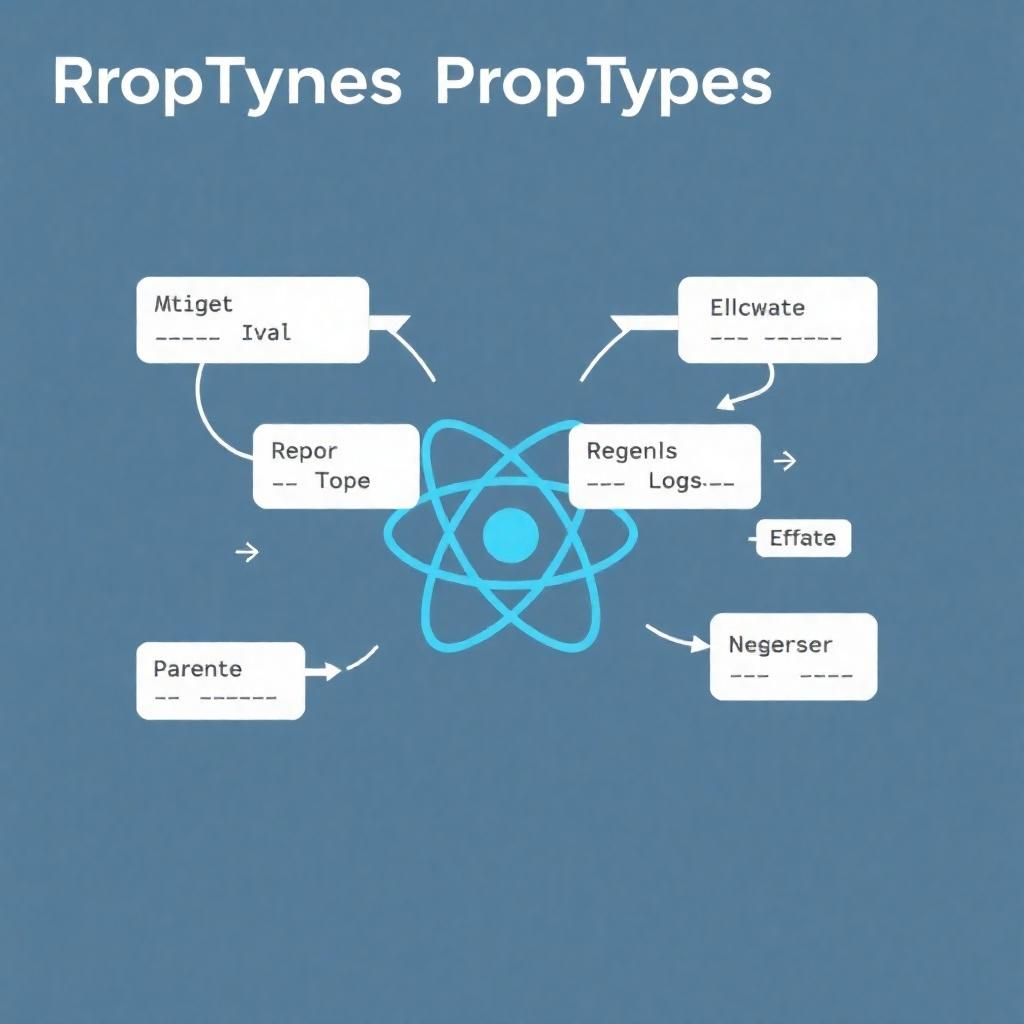 RropTynes PropTypes
Mtiget
----- Ival
Ellcwate
--- ------
Repor
-- Tope
Regenls
--- Logs---
Effate
Parente
-- ------
Negerser
--- ----